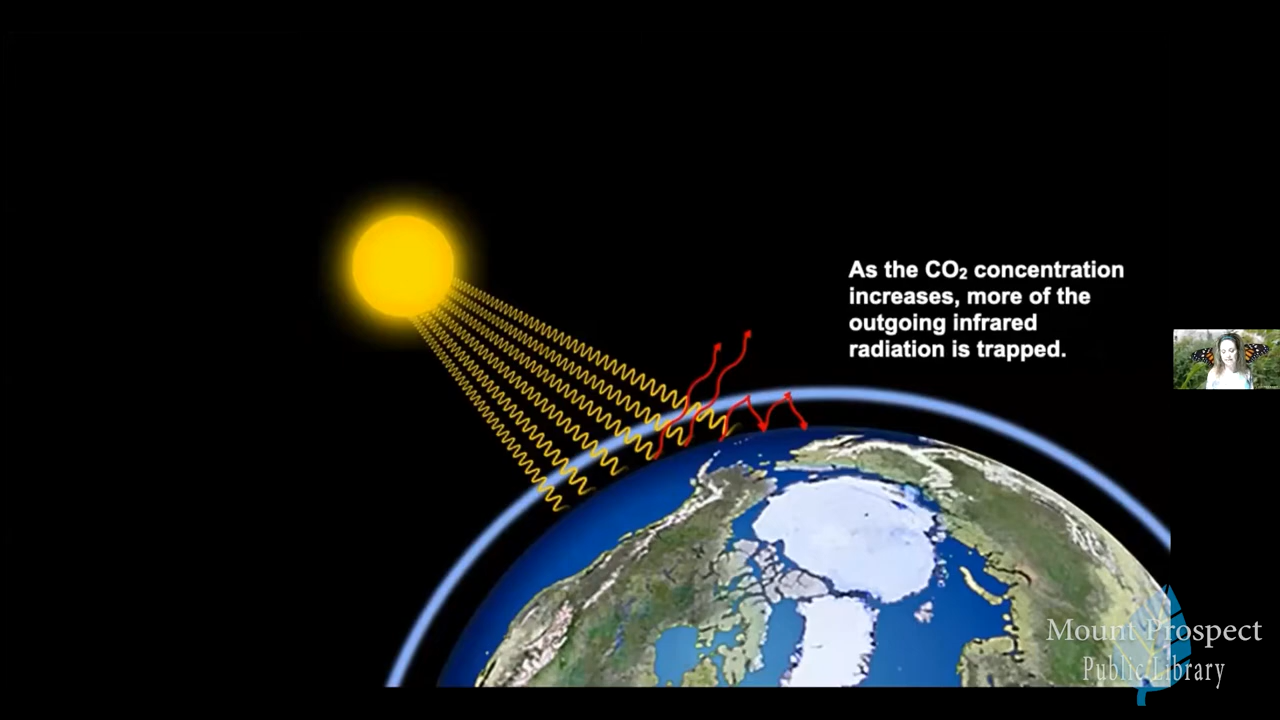 As the CO₂ concentration
increases, more of the
outgoing infrared
radiation is trapped.
Mount Prospect
Public Library